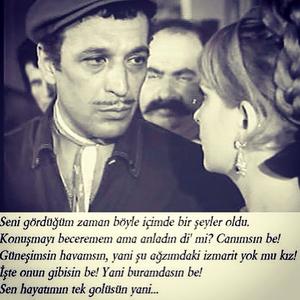 Seni gördüğüm zaman böyle içimde bir şeyler oldu.
Konuşmayı beceremem ama anladın di' mi? Canımsın be!
Güneşimsin havamsın, yani şu ağzımdaki izmarit yok mu kız!
İşte onun gibisin be! Yani buramdasın be!
Sen hayatımın tek golüsün yani...